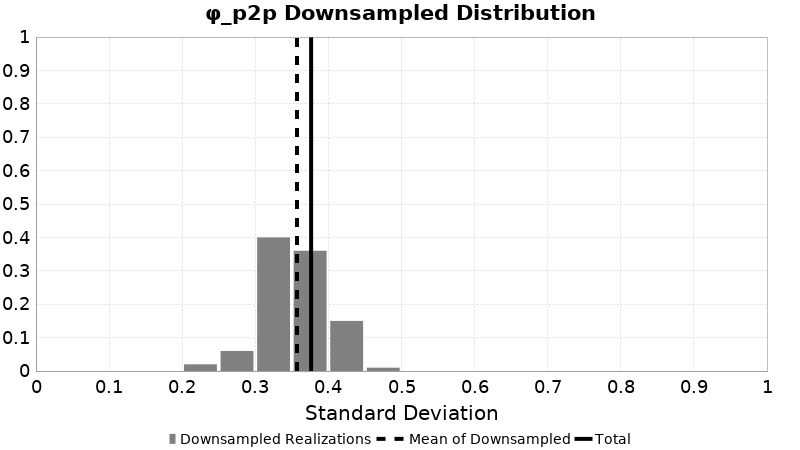 φ_p2p Downsampled Distribution
1
0.9
0.8
0.7
0.6
0.5
0.4
0.3
0.2
0.1
0
0 0.1 0.2 0.3 0.4 0.5 0.6 0.7 0.8 0.9 1
Standard Deviation
Downsampled Realizations Mean of Downsampled Total